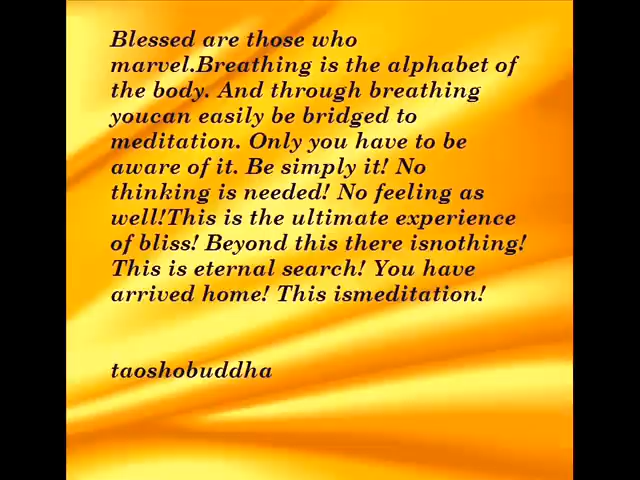 Blessed are those who
marvel.Breathing is the alphabet of
the body. And through breathing
youcan easily be bridged to
meditation. Only you have to be
aware of it. Be simply it! No
thinking is needed! No feeling as
well!This is the ultimate experience
of bliss! Beyond this there isnothing!
This is eternal search! You have
arrived home! This ismeditation!
taoshobuddha